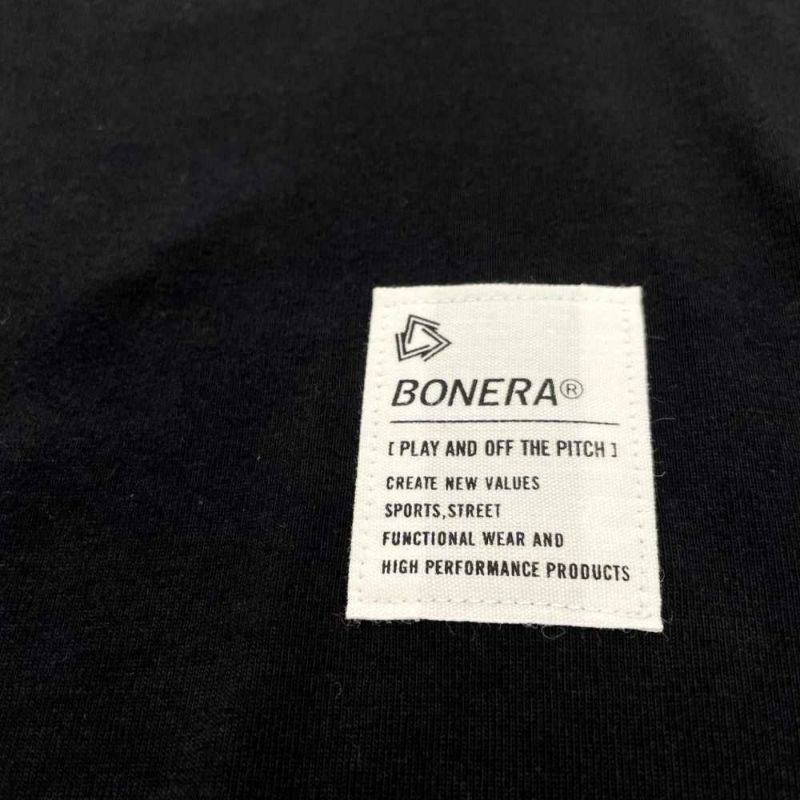 BONERA®
[ PLAY AND OFF THE PITCH ]
CREATE NEW VALUES
SPORTS,STREET
FUNCTIONAL WEAR AND
HIGH PERFORMANCE PRODUCTS